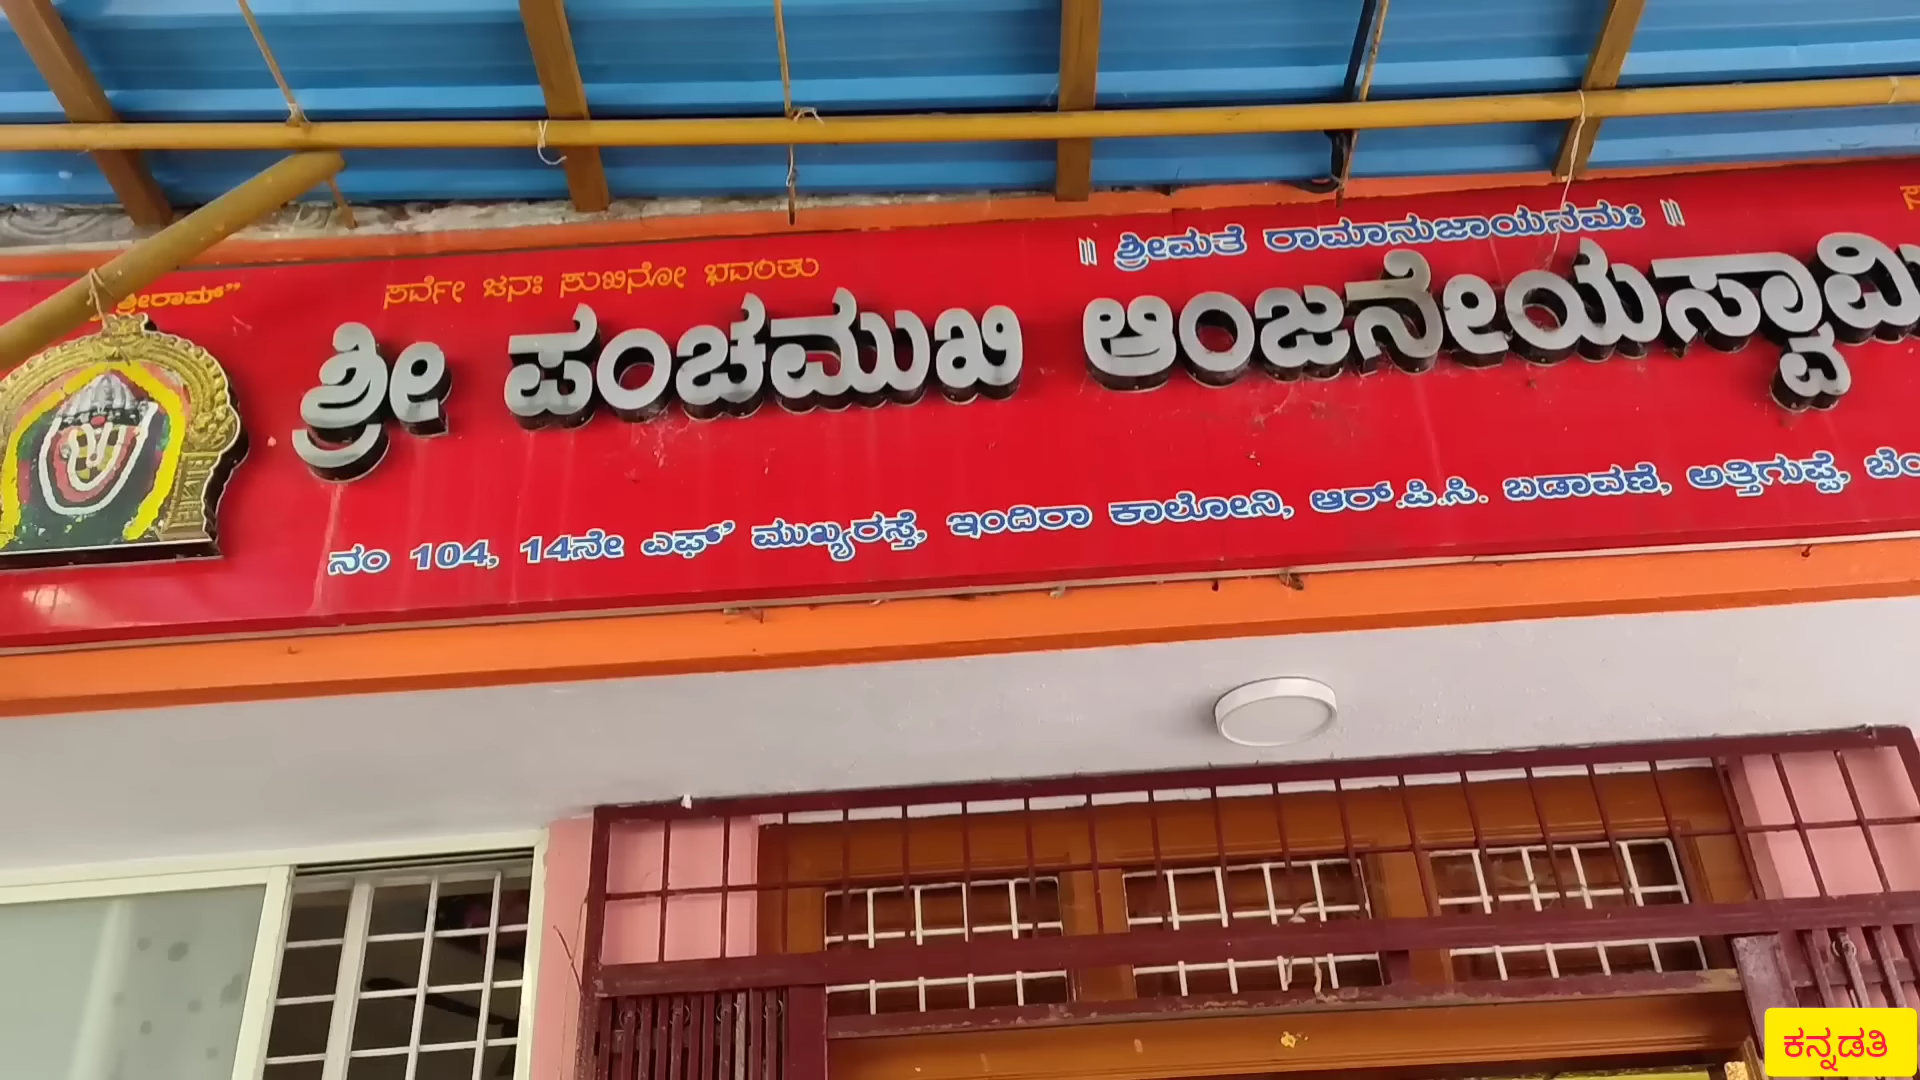 ಶ್ರೀರಾಮ್"
ಸರ್ವೇ ಜನಃ ಸುಖಿನೋ ಭವಂತು
|| ಶ್ರೀಮತೆ ರಾಮಾನುಜಾಯನಮಃ ||
ಶ್ರೀ ಪಂಚಮುಖಿ ಆಂಜನೇಯಸ್ವಾಮಿ
ನಂ 104, 14ನೇ ಎಫ್ ಮುಖ್ಯರಸ್ತೆ, ಇಂದಿರಾ ಕಾಲೋನಿ, ಆರ್.ಪಿ.ಸಿ. ಬಡಾವಣೆ, ಅತ್ತಿಗುಪ್ಪೆ,
ಕನ್ನಡತಿ